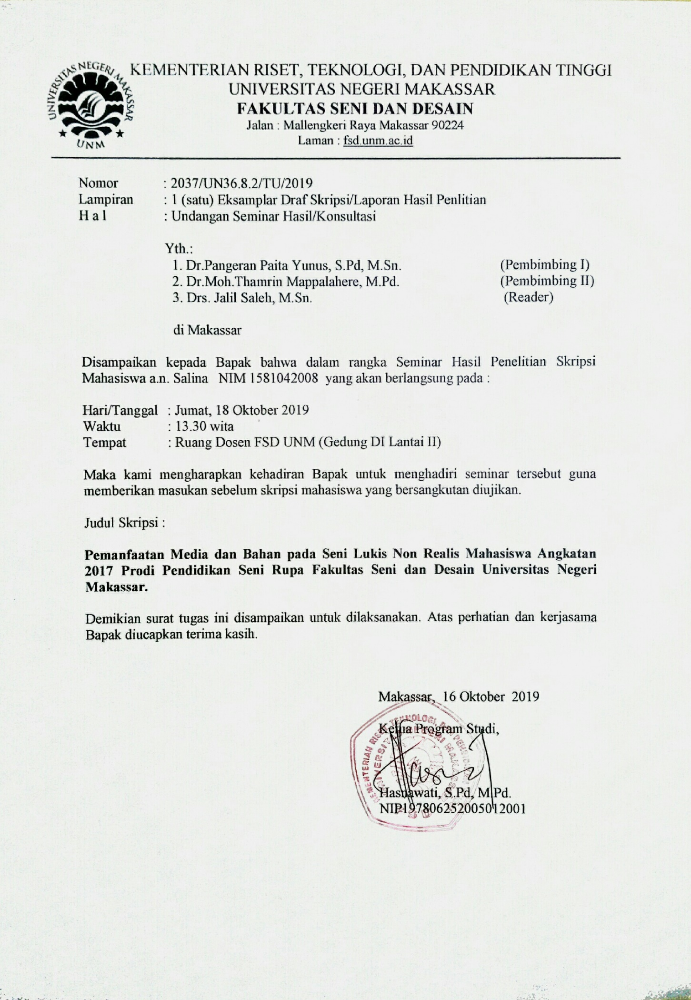 UNIVERSITAS NEGERI MAKASSAR
UNM
KEMENTERIAN RISET, TEKNOLOGI, DAN PENDIDIKAN TINGGI
UNIVERSITAS NEGERI MAKASSAR
FAKULTAS SENI DAN DESAIN
Jalan : Mallengkeri Raya Makassar 90224
Laman : fsd.unm.ac.id
Nomor : 2037/UN36.8.2/TU/2019
Lampiran : 1 (satu) Eksamplar Draf Skripsi/Laporan Hasil Penlitian
H a l : Undangan Seminar Hasil/Konsultasi
Yth.:
1. Dr.Pangeran Paita Yunus, S.Pd, M.Sn. (Pembimbing I)
2. Dr.Moh.Thamrin Mappalahere, M.Pd. (Pembimbing II)
3. Drs. Jalil Saleh, M.Sn. (Reader)
di Makassar
Disampaikan kepada Bapak bahwa dalam rangka Seminar Hasil Penelitian Skripsi
Mahasiswa a.n. Salina NIM 1581042008 yang akan berlangsung pada :
Hari/Tanggal : Jumat, 18 Oktober 2019
Waktu : 13.30 wita
Tempat : Ruang Dosen FSD UNM (Gedung DI Lantai II)
Maka kami mengharapkan kehadiran Bapak untuk menghadiri seminar tersebut guna
memberikan masukan sebelum skripsi mahasiswa yang bersangkutan diujikan.
Judul Skripsi :
Pemanfaatan Media dan Bahan pada Seni Lukis Non Realis Mahasiswa Angkatan
2017 Prodi Pendidikan Seni Rupa Fakultas Seni dan Desain Universitas Negeri
Makassar.
Demikian surat tugas ini disampaikan untuk dilaksanakan. Atas perhatian dan kerjasama
Bapak diucapkan terima kasih.
Makassar, 16 Oktober 2019
Ketua Program Studi,
Hasnawati, S.Pd, M.Pd.
NIP197806252005012001